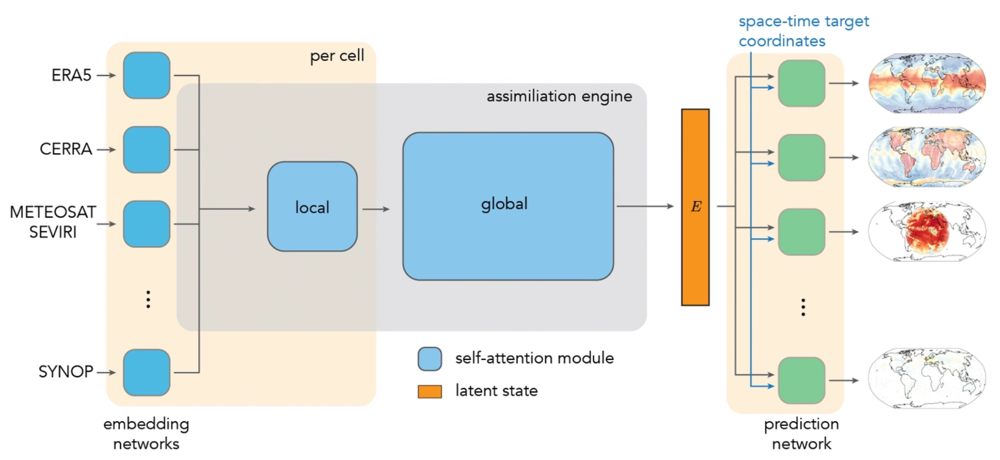 space-time target
coordinates
per cell
ERA5
assimiliation engine
CERRA
METEOSAT
SEVIRI
local
global
E
SYNOP
self-attention module
latent state
embedding
networks
prediction
network